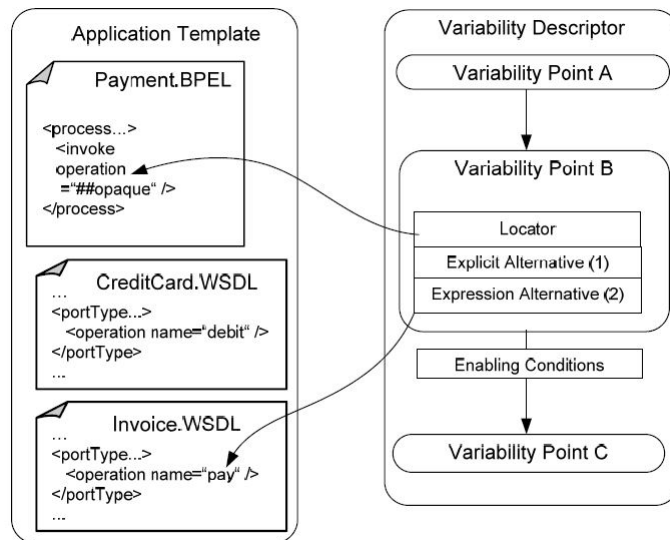 Application Template
Payment.BPEL
<process...>
<invoke
operation
=“##opaque“ />
</process>
CreditCard.WSDL
...
<portType...>
<operation name=“debit“ />
</portType>
...
Invoice.WSDL
...
<portType...>
<operation name=“pay“ />
</portType>
...
Variability Descriptor
Variability Point A
Variability Point B
Locator
Explicit Alternative (1)
Expression Alternative (2)
Enabling Conditions
Variability Point C